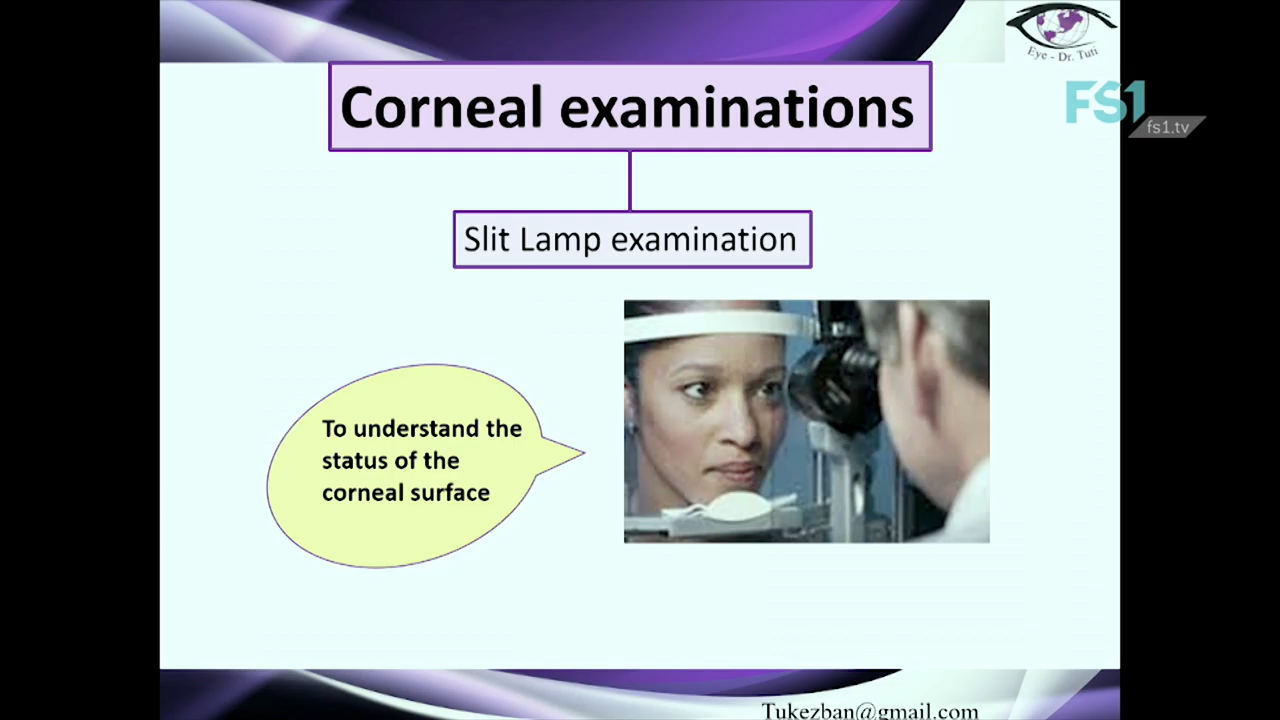 Eye - Dr. Tuti
FS1
fs1.tv
Corneal examinations
Slit Lamp examination
To understand the
status of the
corneal surface
Tukezban@gmail.com